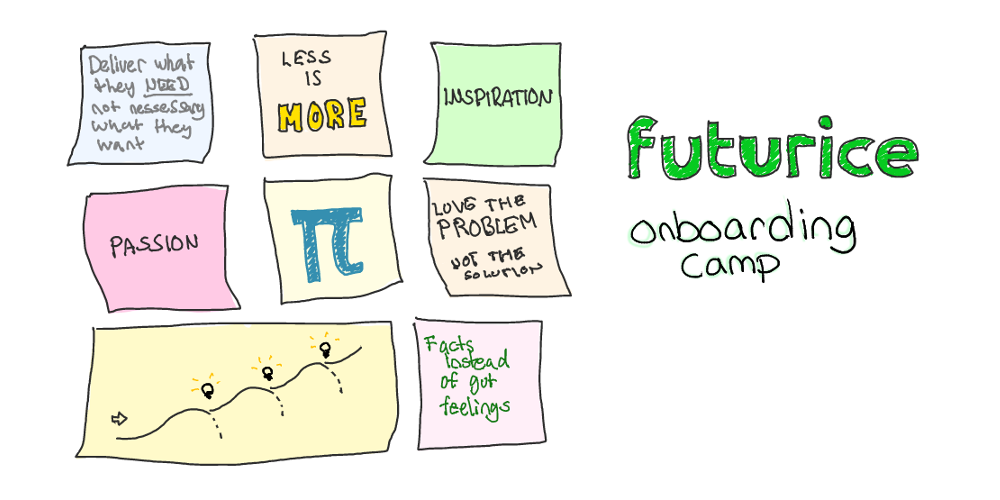 Deliver what
they NEED
not nessessary
what they
want
LESS
IS
MORE
INSPIRATION
PASSION
π
LOVE THE
PROBLEM
NOT THE
SOLUTION
Facts
instead
of gut
feelings
futurice
onboarding
camp